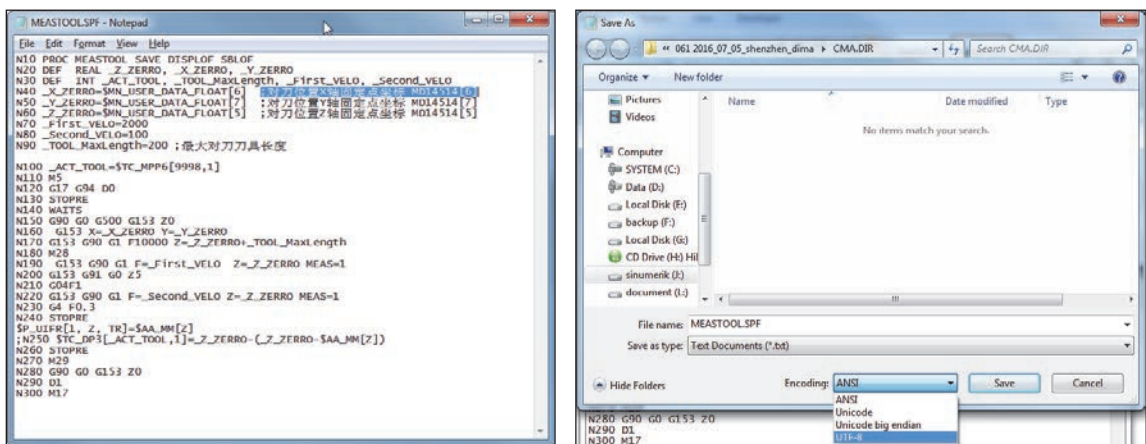 MEASTOOL.SPF - Notepad
File Edit Format View Help
N10 PROC MEASTOOL SAVE DISPLOF SBLOF
N20 DEF REAL _Z_ZERRO, _X_ZERRO, _Y_ZERRO
N30 DEF INT _ACT_TOOL, _TOOL_MaxLength, _First_VELO, _Second_VELO
N40 _X_ZERRO=$MN_USER_DATA_FLOAT[6] ;对刀位置X轴固定点坐标 MD14514[6]
N50 _Y_ZERRO=$MN_USER_DATA_FLOAT[7] ;对刀位置Y轴固定点坐标 MD14514[7]
N60 _Z_ZERRO=$MN_USER_DATA_FLOAT[5] ;对刀位置Z轴固定点坐标 MD14514[5]
N70 _First_VELO=2000
N80 _Second_VELO=100
N90 _TOOL_MaxLength=200 ;最大对刀刀具长度
N100 _ACT_TOOL=$TC_MPP6[9998,1]
N110 M5
N120 G17 G94 D0
N130 STOPRE
N140 WAITS
N150 G90 G0 G500 G153 Z0
N160 G153 X=_X_ZERRO Y=_Y_ZERRO
N170 G153 G90 G1 F10000 Z=_Z_ZERRO+_TOOL_MaxLength
N180 M28
N190 G153 G90 G1 F=_First_VELO Z=_Z_ZERRO MEAS=1
N200 G153 G91 G0 Z5
N210 G04F1
N220 G153 G90 G1 F=_Second_VELO Z=_Z_ZERRO MEAS=1
N230 G4 F0.3
N240 STOPRE
$P_UIFR[1, Z, TR]=$AA_MM[Z]
;N250 $TC_DP3[_ACT_TOOL,1]=_Z_ZERRO-(_Z_ZERRO-$AA_MM[Z])
N260 STOPRE
N270 M29
N280 G90 G0 G153 Z0
N290 D1
N300 M17
Save As
« 061 2016_07_05_shenzhen_dima ▸ CMA.DIR
Search CMA.DIR
Organize New folder
Name Date modified Type
No items match your search.
Pictures
Videos
Computer
SYSTEM (C:)
Data (D:)
Local Disk (E:)
backup (F:)
Local Disk (G:)
CD Drive (H:) Hil
sinumerik (J:)
document (L:)
File name: MEASTOOL.SPF
Save as type: Text Documents (*.txt)
Hide Folders Encoding: ANSI Save Cancel
ANSI
Unicode
Unicode big endian
UTF-8
N280 G90 G0 G153 Z0
N290 D1
N300 M17